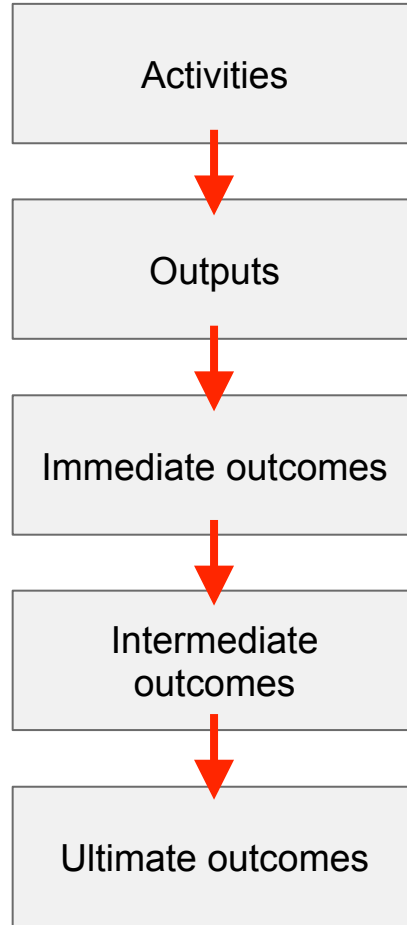 Activities
Outputs
Immediate outcomes
Intermediate
outcomes
Ultimate outcomes